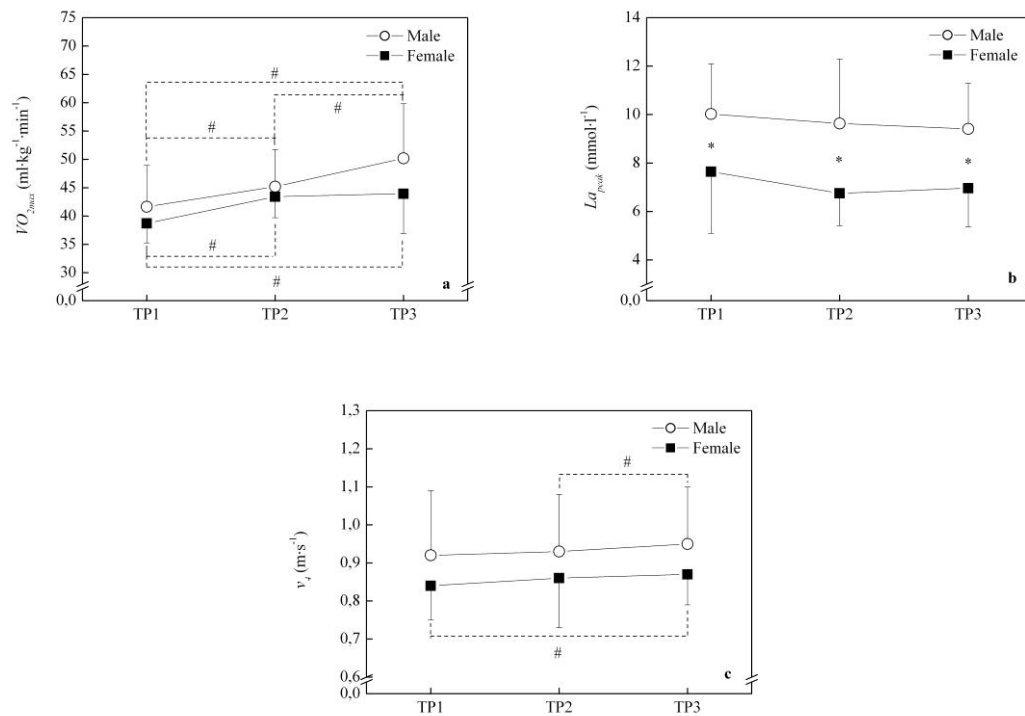 75
70
65
60
55
50
45
40
35
30
0,0
VO2max (ml·kg-1·min-1)
Male
Female
#
#
#
#
#
a
TP1 TP2 TP3
14
12
10
8
6
4
0,0
Lapeak (mmol·l-1)
Male
Female
* * *
b
TP1 TP2 TP3
1,3
1,2
1,1
1,0
0,9
0,8
0,7
0,6
0,0
v4 (m·s-1)
Male
Female
#
#
c
TP1 TP2 TP3